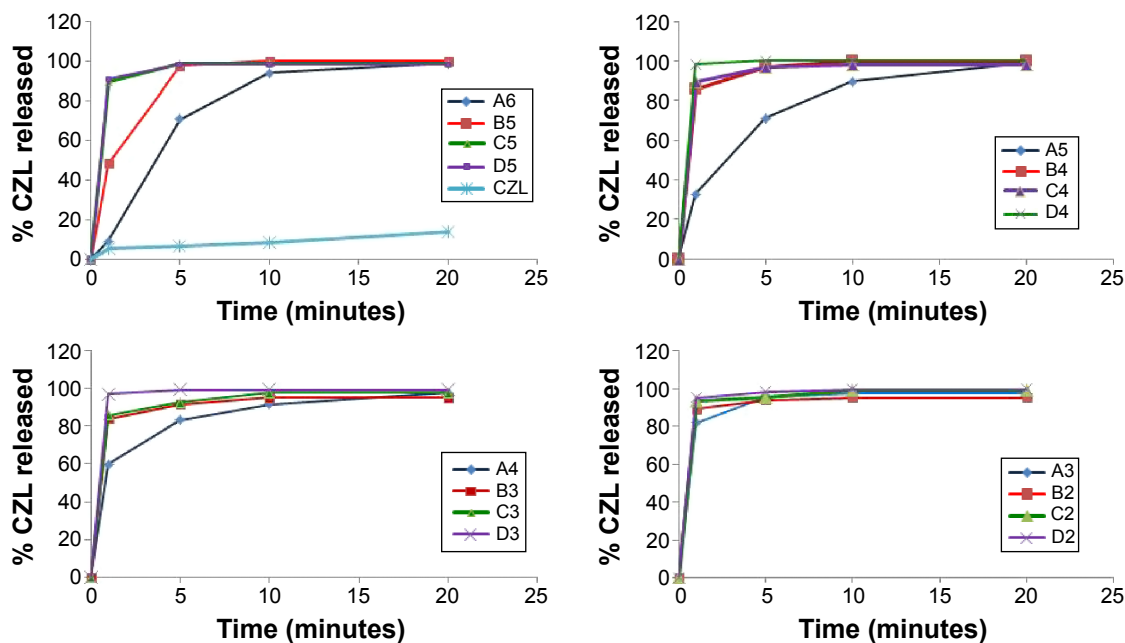 120
100
80
60
40
20
0
% CZL released
0 5 10 15 20 25
Time (minutes)
A6
B5
C5
D5
CZL
120
100
80
60
40
20
0
% CZL released
0 5 10 15 20 25
Time (minutes)
A5
B4
C4
D4
120
100
80
60
40
20
0
% CZL released
0 5 10 15 20 25
Time (minutes)
A4
B3
C3
D3
120
100
80
60
40
20
0
% CZL released
0 5 10 15 20 25
Time (minutes)
A3
B2
C2
D2